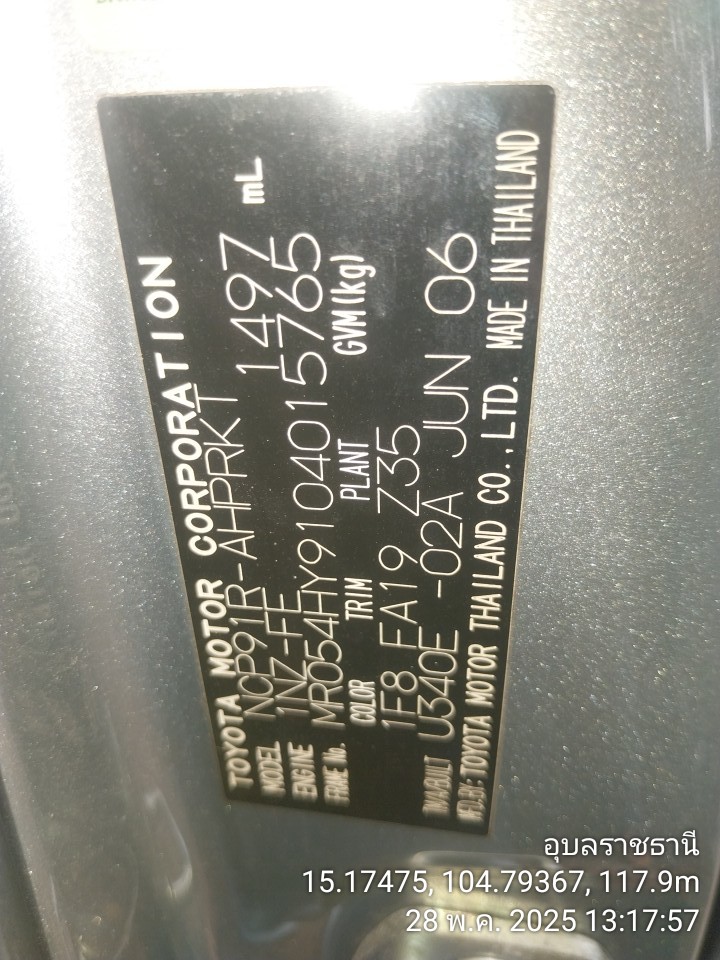 TOYOTA MOTOR CORPORATION
MODEL NCP91R-AHPRKT 1497 mL
ENGINE 1NZ-FE
FRAME No. MR054HY9104015765
COLOR TRIM PLANT GVM(kg)
1F8 FA19 Z35
U340E -02A JUN 06
MFD.BY: TOYOTA MOTOR THAILAND CO.,LTD. MADE IN THAILAND
อุบลราชธานี
15.17475, 104.79367, 117.9m
28 พ.ค. 2025 13:17:57